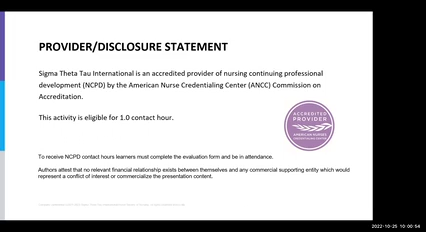 PROVIDER/DISCLOSURE STATEMENT
Sigma Theta Tau International is an accredited provider of nursing continuing professional
development (NCPD) by the American Nurse Credentialing Center (ANCC) Commission on
Accreditation.
This activity is eligible for 1.0 contact hour.
ACCREDITED
PROVIDER
AMERICAN NURSES
CREDENTIALING CENTER
To receive NCPD contact hours learners must complete the evaluation form and be in attendance.
Authors attest that no relevant financial relationship exists between themselves and any commercial supporting entity which would
represent a conflict of interest or commercialize the presentation content.
2022-10-25 10:00:54